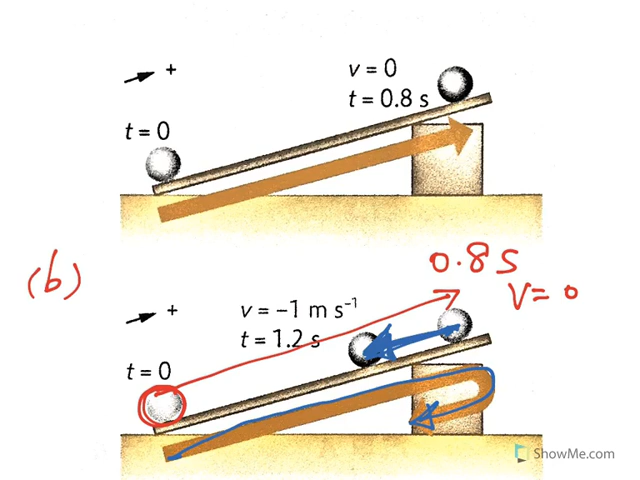 +
v = 0
t = 0.8 s
t = 0
(b)
0.8 s
v = 0
+
v = −1 m s⁻¹
t = 1.2 s
t = 0
ShowMe.com